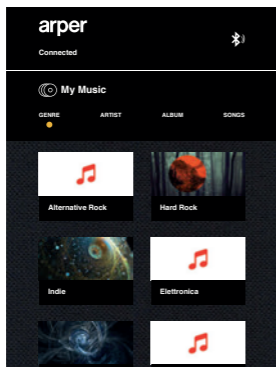 arper
Connected
My Music
GENRE ARTIST ALBUM SONGS
Alternative Rock Hard Rock
Indie Elettronica